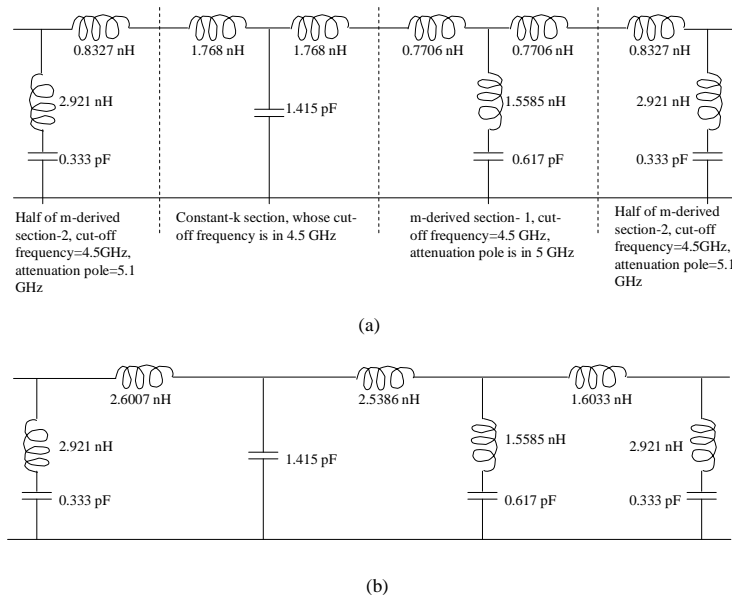 0.8327 nH
1.768 nH
1.768 nH
0.7706 nH
0.7706 nH
0.8327 nH
2.921 nH
1.415 pF
1.5585 nH
2.921 nH
0.333 pF
0.617 pF
0.333 pF
Half of m-derived
section-2, cut-off
frequency=4.5GHz,
attenuation pole=5.1
GHz
Constant-k section, whose cut-
off frequency is in 4.5 GHz
m-derived section- 1, cut-
off frequency=4.5 GHz,
attenuation pole is in 5 GHz
Half of m-derived
section-2, cut-off
frequency=4.5GHz,
attenuation pole=5.1
GHz
(a)
2.6007 nH
2.5386 nH
1.6033 nH
2.921 nH
1.415 pF
1.5585 nH
2.921 nH
0.333 pF
0.617 pF
0.333 pF
(b)